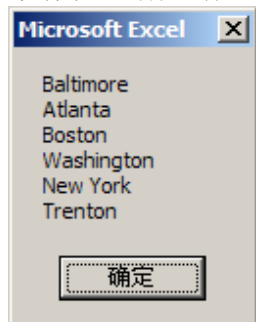 Microsoft Excel
Baltimore
Atlanta
Boston
Washington
New York
Trenton
确定